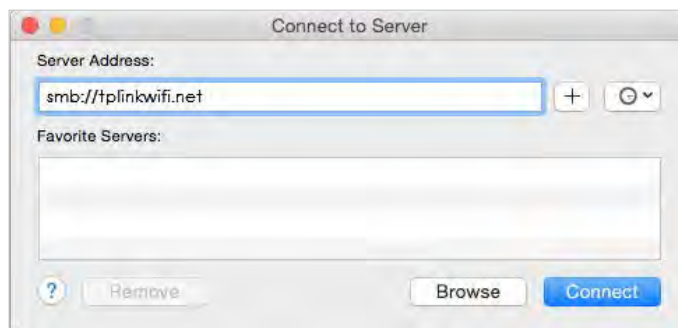 Connect to Server
Server Address:
smb://tplinkwifi.net
+
Favorite Servers:
? Remove Browse Connect